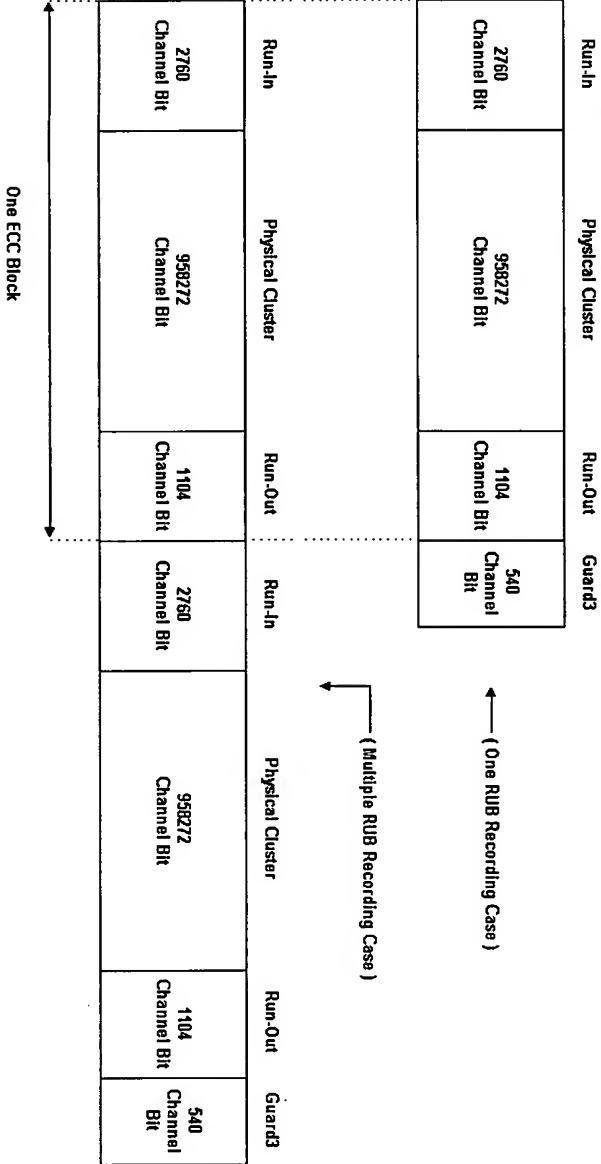 Run-In
Physical Cluster
Run-Out
Guard3
2760
Channel Bit
958272
Channel Bit
1104
Channel Bit
540
Channel
Bit
( One RUB Recording Case )
( Multiple RUB Recording Case )
Run-In
Physical Cluster
Run-Out
Run-In
Physical Cluster
Run-Out
Guard3
2760
Channel Bit
958272
Channel Bit
1104
Channel Bit
2760
Channel Bit
958272
Channel Bit
1104
Channel Bit
540
Channel
Bit
One ECC Block